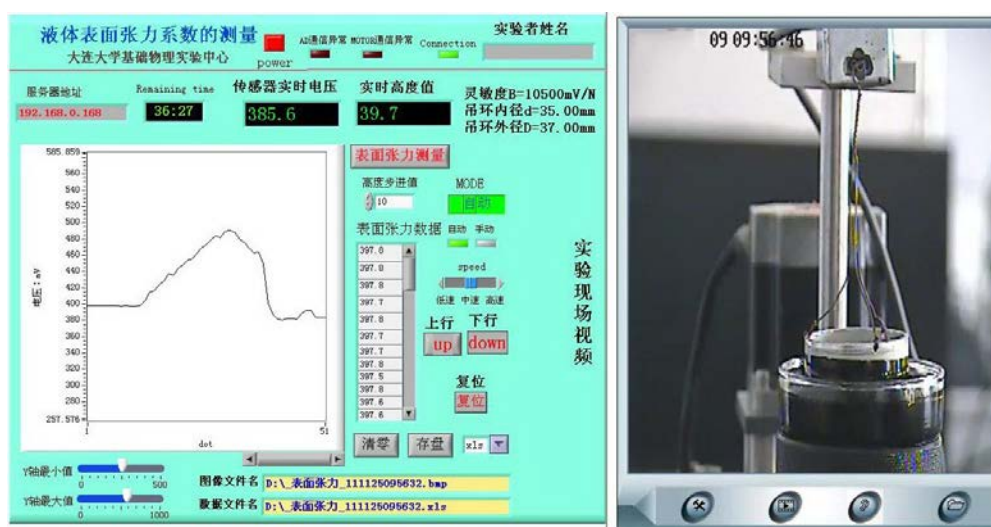 液体表面张力系数的测量
大连大学基础物理实验中心
power
AD通信异常 MOTOR通信异常 Connection
实验者姓名
服务器地址
192.168.0.168
Remaining time
36:27
传感器实时电压
385.6
实时高度值
39.7
灵敏度B=10500mV/N
吊环内径d=35.00mm
吊环外径D=37.00mm
585.859
560
540
520
500
480
460
440
420
400
380
360
340
320
300
280
257.576
电压:mV
1
51
dot
表面张力测量
高度步进值
10
MODE
自动
表面张力数据
自动 手动
397.8
397.8
397.8
397.7
397.8
397.7
397.7
397.8
397.5
397.8
397.6
397.6
speed
低速 中速 高速
上行 下行
up down
复位
复位
清零 存盘 xls
实验现场视频
Y轴最小值
0 500
Y轴最大值
0 1000
图像文件名 D:\_表面张力_111125095632.bmp
数据文件名 D:\_表面张力_111125095632.xls
09 09:56:46